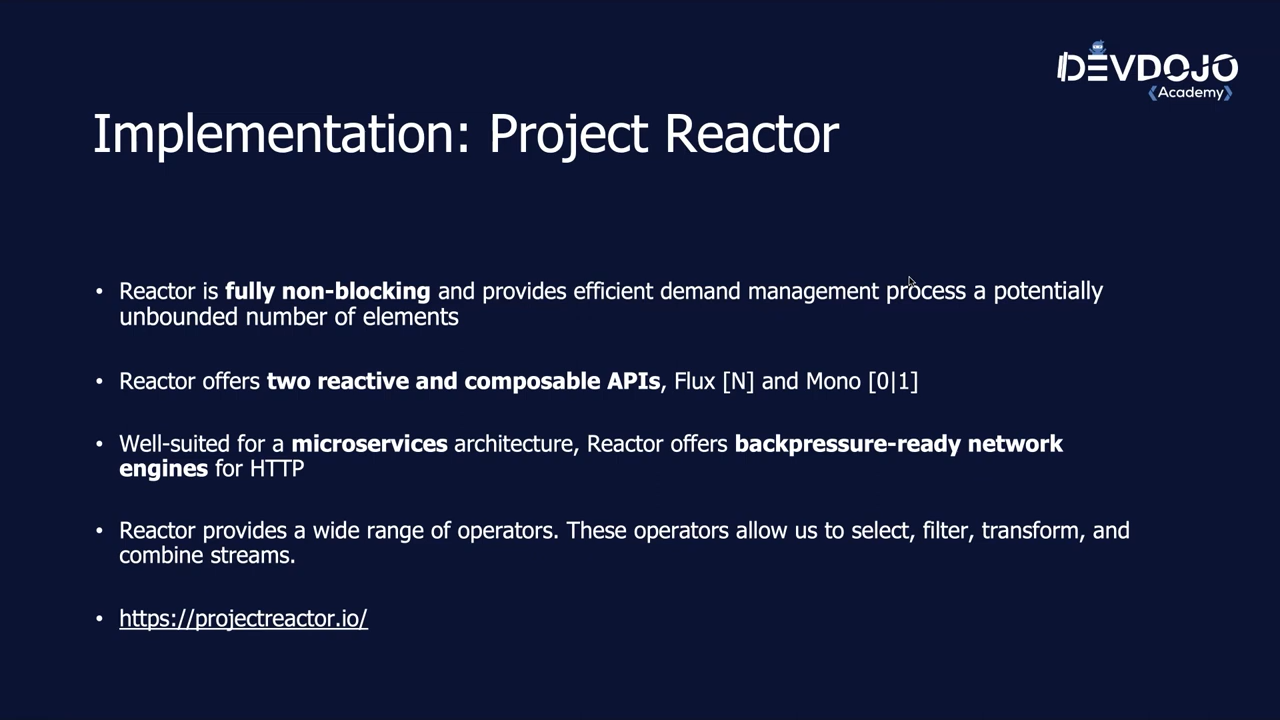 DEVDOJO
Academy
Implementation: Project Reactor
• Reactor is fully non-blocking and provides efficient demand management process a potentially
unbounded number of elements
• Reactor offers two reactive and composable APIs, Flux [N] and Mono [0|1]
• Well-suited for a microservices architecture, Reactor offers backpressure-ready network
engines for HTTP
• Reactor provides a wide range of operators. These operators allow us to select, filter, transform, and
combine streams.
• https://projectreactor.io/